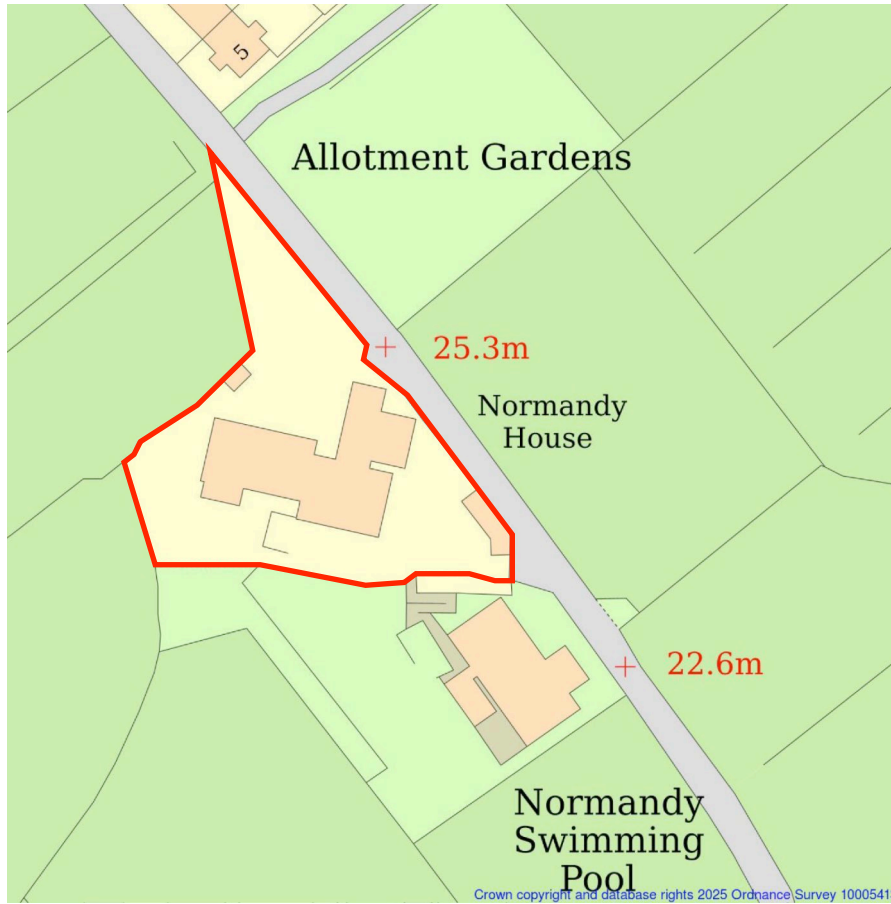 5
Allotment Gardens
25.3m
Normandy
House
22.6m
Normandy
Swimming
Pool
Crown copyright and database rights 2025 Ordnance Survey 1000541